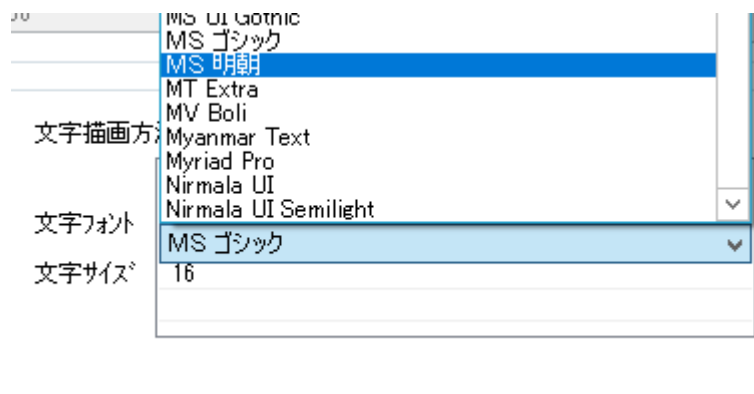 MS UI Gothic
MS ゴシック
MS 明朝
MT Extra
MV Boli
文字描画方
Myanmar Text
Myriad Pro
Nirmala UI
Nirmala UI Semilight
文字フォント
MS ゴシック
文字サイズ
16